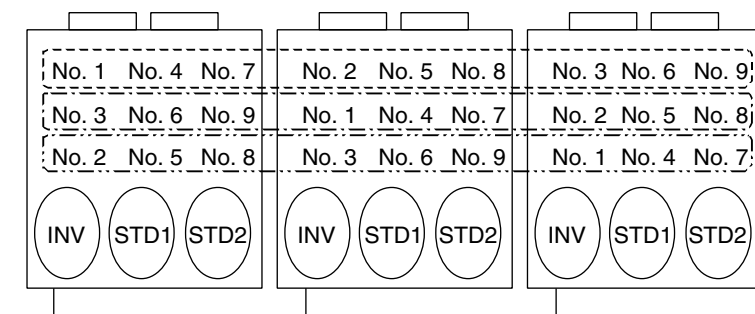 No. 1 No. 4 No. 7 No. 2 No. 5 No. 8 No. 3 No. 6 No. 9
No. 3 No. 6 No. 9 No. 1 No. 4 No. 7 No. 2 No. 5 No. 8
No. 2 No. 5 No. 8 No. 3 No. 6 No. 9 No. 1 No. 4 No. 7
INV STD1 STD2 INV STD1 STD2 INV STD1 STD2